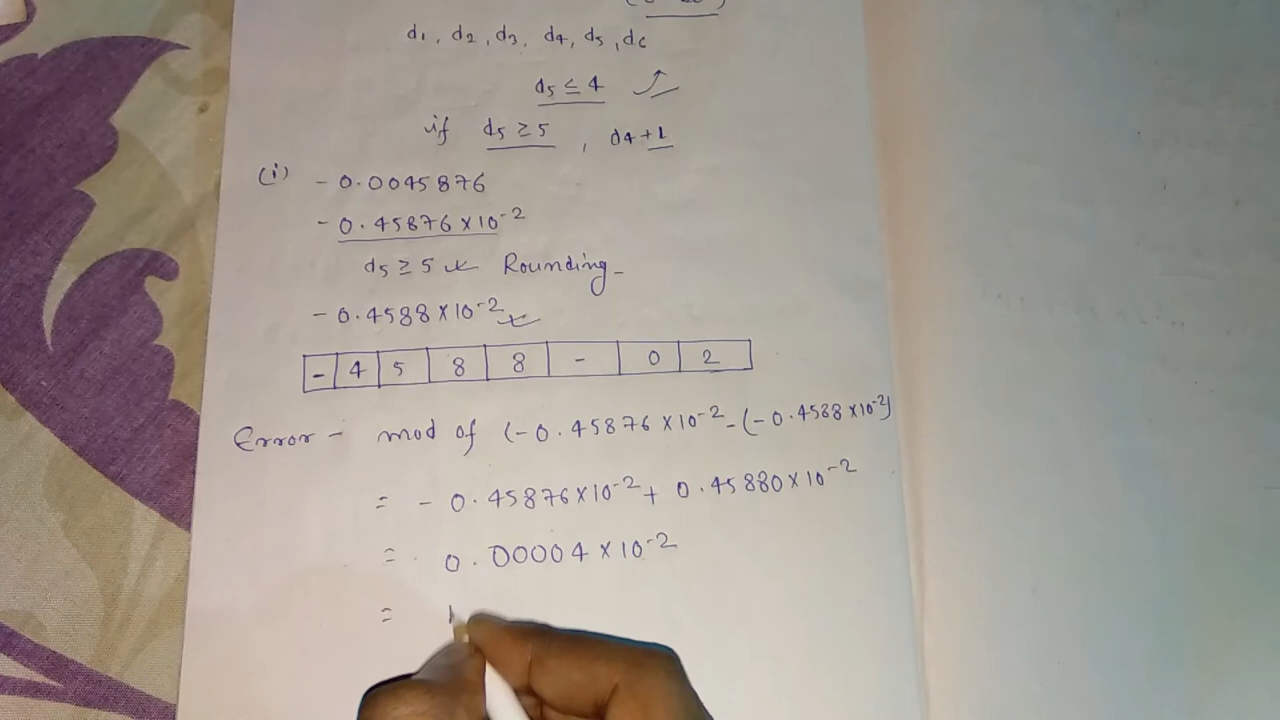 d1, d2, d3, d4, d5, d6
d5 ≤ 4
if d5 ≥ 5, d4+1
(i) - 0.0045876
- 0.45876 × 10^-2
d5 ≥ 5 Rounding -
- 0.4588 × 10^-2
- 4 5 8 8 - 0 2
Error - mod of (-0.45876 × 10^-2 - (-0.4588 × 10^-2)
= - 0.45876 × 10^-2 + 0.45880 × 10^-2
= 0.00004 × 10^-2
=